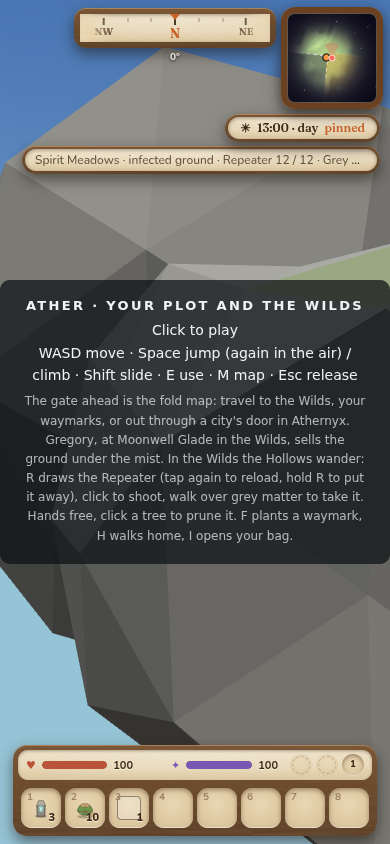 NW
N
NE
0°
☀ 13:00 · day pinned
Spirit Meadows · infected ground · Repeater 12 / 12 · Grey ...
ATHER · YOUR PLOT AND THE WILDS
Click to play
WASD move · Space jump (again in the air) /
climb · Shift slide · E use · M map · Esc release
The gate ahead is the fold map: travel to the Wilds, your
waymarks, or out through a city's door in Athernyx.
Gregory, at Moonwell Glade in the Wilds, sells the
ground under the mist. In the Wilds the Hollows wander:
R draws the Repeater (tap again to reload, hold R to put
it away), click to shoot, walk over grey matter to take it.
Hands free, click a tree to prune it. F plants a waymark,
H walks home, I opens your bag.
♥ 100
✦ 100
1
1 3
2 10
3 1
4
5
6
7
8